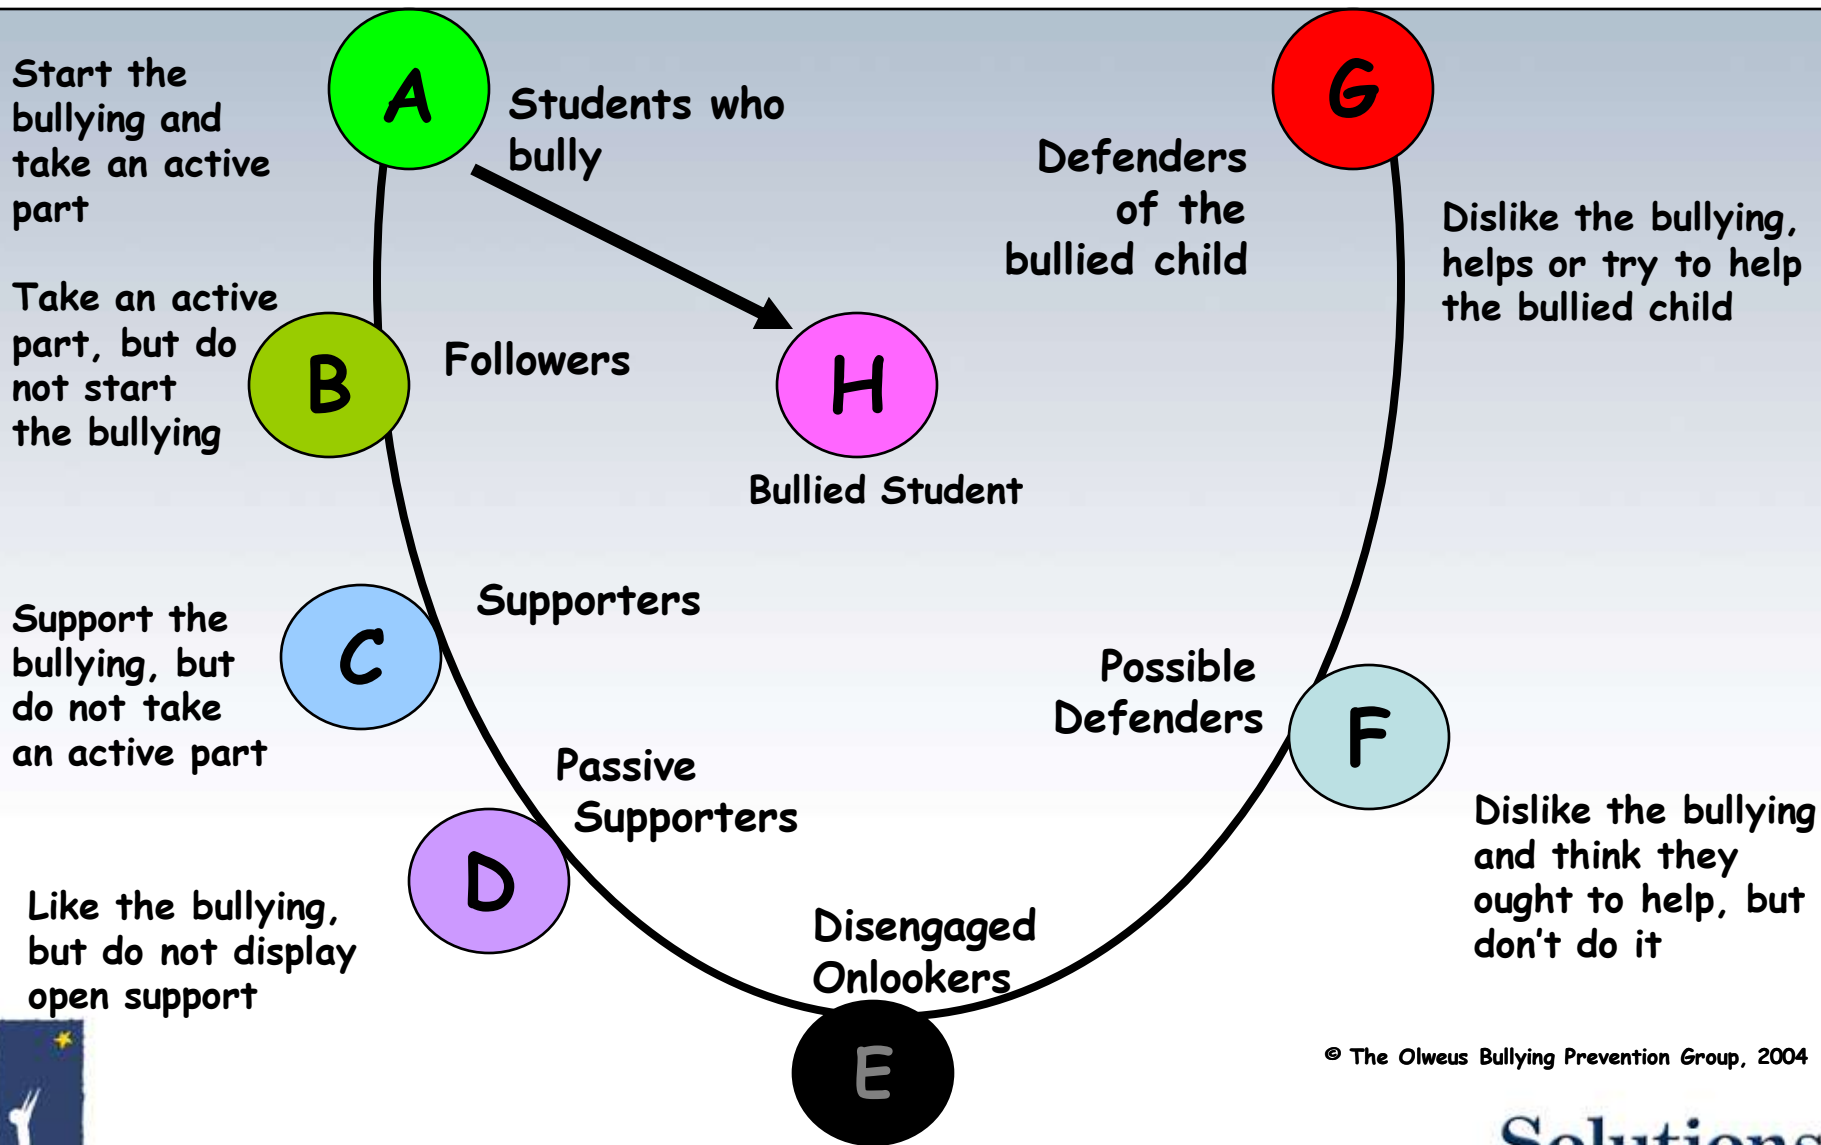 A
Start the
bullying and
take an active
part
Students who
bully
G
Defenders
of the
bullied child
Dislike the bullying,
helps or try to help
the bullied child
Take an active
part, but do
not start
the bullying
B
Followers
H
Bullied Student
Support the
bullying, but
do not take
an active part
C
Supporters
Possible
Defenders
F
Dislike the bullying
and think they
ought to help, but
don't do it
Passive
Supporters
D
Like the bullying,
but do not display
open support
Disengaged
Onlookers
E
© The Olweus Bullying Prevention Group, 2004
Solutions